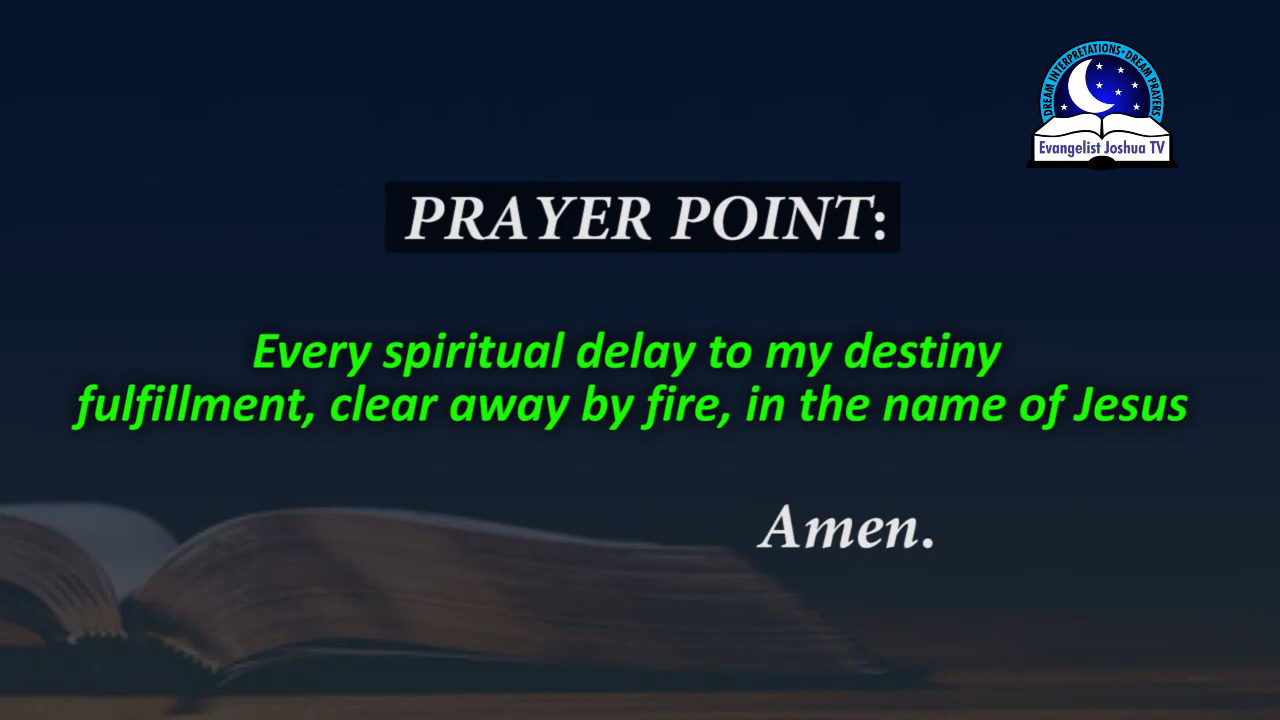 DREAM INTERPRETATIONS • DREAM PRAYERS
Evangelist Joshua TV
PRAYER POINT:
Every spiritual delay to my destiny
fulfillment, clear away by fire, in the name of Jesus
Amen.